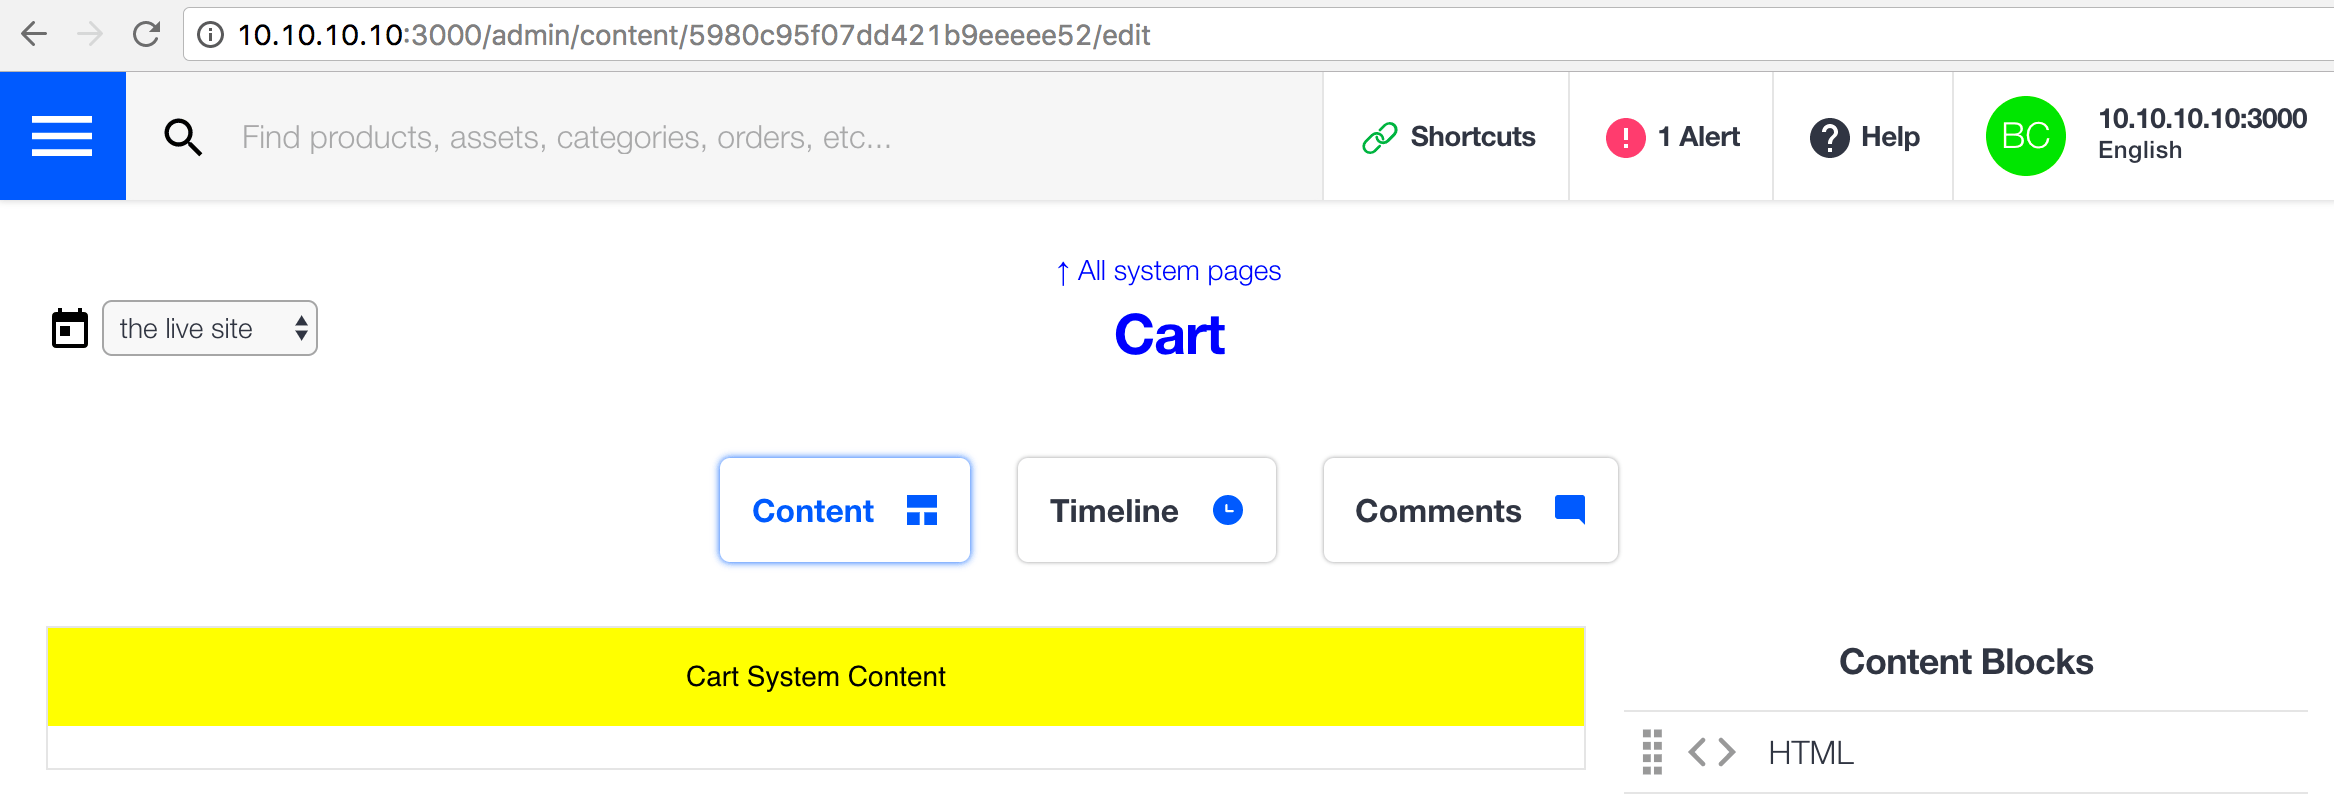 10.10.10.10:3000/admin/content/5980c95f07dd421b9eeeee52/edit
Find products, assets, categories, orders, etc...
Shortcuts
1 Alert
Help
BC
10.10.10.10:3000
English
↑ All system pages
the live site
Cart
Content
Timeline
Comments
Cart System Content
Content Blocks
HTML